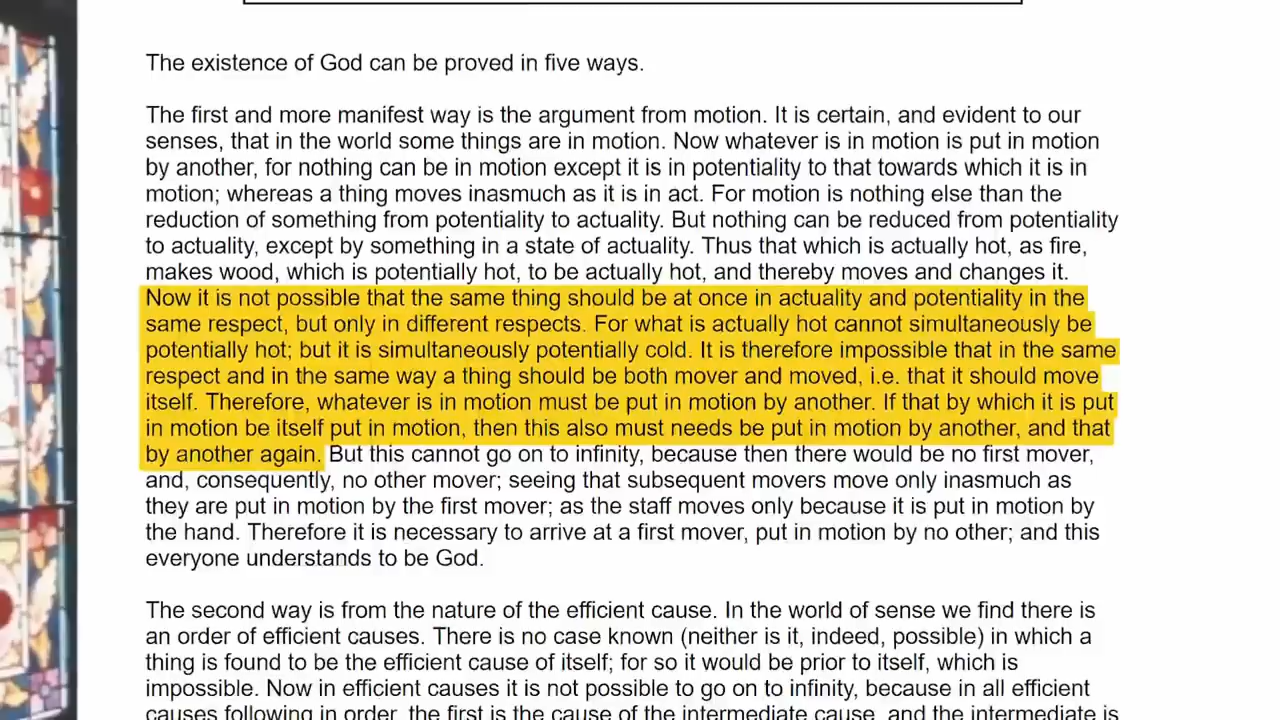 The existence of God can be proved in five ways.
The first and more manifest way is the argument from motion. It is certain, and evident to our
senses, that in the world some things are in motion. Now whatever is in motion is put in motion
by another, for nothing can be in motion except it is in potentiality to that towards which it is in
motion; whereas a thing moves inasmuch as it is in act. For motion is nothing else than the
reduction of something from potentiality to actuality. But nothing can be reduced from potentiality
to actuality, except by something in a state of actuality. Thus that which is actually hot, as fire,
makes wood, which is potentially hot, to be actually hot, and thereby moves and changes it.
Now it is not possible that the same thing should be at once in actuality and potentiality in the
same respect, but only in different respects. For what is actually hot cannot simultaneously be
potentially hot; but it is simultaneously potentially cold. It is therefore impossible that in the same
respect and in the same way a thing should be both mover and moved, i.e. that it should move
itself. Therefore, whatever is in motion must be put in motion by another. If that by which it is put
in motion be itself put in motion, then this also must needs be put in motion by another, and that
by another again. But this cannot go on to infinity, because then there would be no first mover,
and, consequently, no other mover; seeing that subsequent movers move only inasmuch as
they are put in motion by the first mover; as the staff moves only because it is put in motion by
the hand. Therefore it is necessary to arrive at a first mover, put in motion by no other; and this
everyone understands to be God.
The second way is from the nature of the efficient cause. In the world of sense we find there is
an order of efficient causes. There is no case known (neither is it, indeed, possible) in which a
thing is found to be the efficient cause of itself; for so it would be prior to itself, which is
impossible. Now in efficient causes it is not possible to go on to infinity, because in all efficient
causes following in order, the first is the cause of the intermediate cause, and the intermediate is